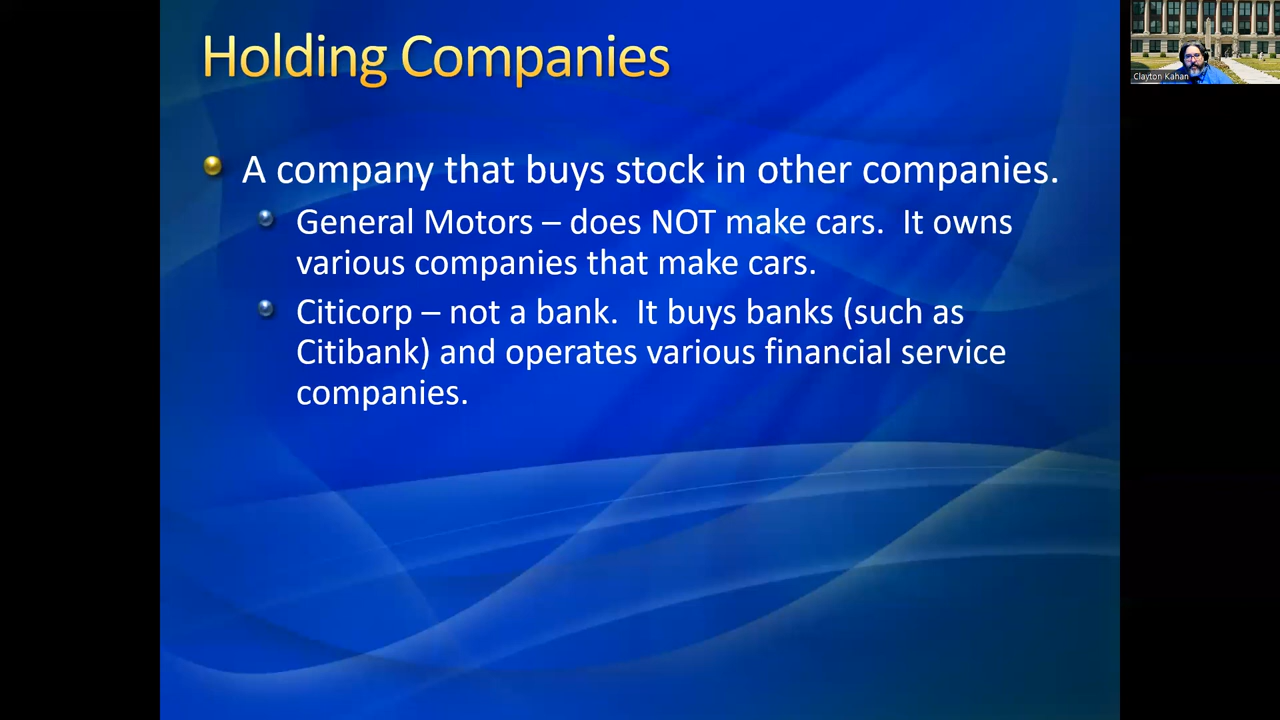 Holding Companies
A company that buys stock in other companies.
General Motors – does NOT make cars.  It owns
various companies that make cars.
Citicorp – not a bank.  It buys banks (such as
Citibank) and operates various financial service
companies.
Clayton Kahan